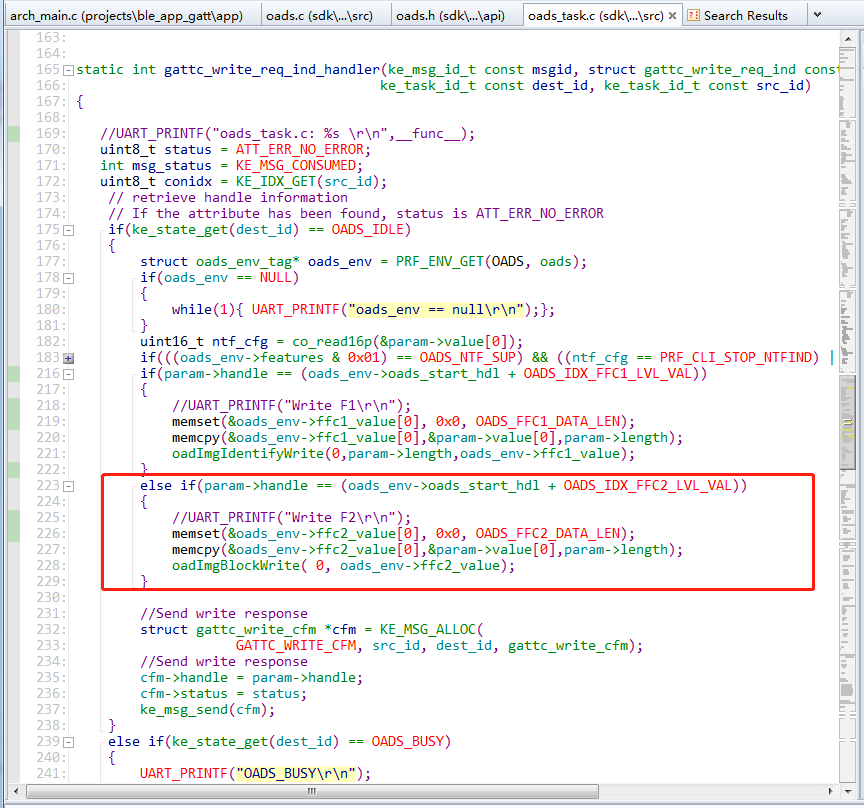 arch_main.c (projects\ble_app_gatt\app) oads.c (sdk\...\src) oads.h (sdk\...\api) oads_task.c (sdk\...\src) Search Results
163:
164:
165: static int gattc_write_req_ind_handler(ke_msg_id_t const msgid, struct gattc_write_req_ind cons
166: ke_task_id_t const dest_id, ke_task_id_t const src_id)
167: {
168:
169: //UART_PRINTF("oads_task.c: %s \r\n",__func__);
170: uint8_t status = ATT_ERR_NO_ERROR;
171: int msg_status = KE_MSG_CONSUMED;
172: uint8_t conidx = KE_IDX_GET(src_id);
173: // retrieve handle information
174: // If the attribute has been found, status is ATT_ERR_NO_ERROR
175: if(ke_state_get(dest_id) == OADS_IDLE)
176: {
177: struct oads_env_tag* oads_env = PRF_ENV_GET(OADS, oads);
178: if(oads_env == NULL)
179: {
180: while(1){ UART_PRINTF("oads_env == null\r\n");};
181: }
182: uint16_t ntf_cfg = co_read16p(&param->value[0]);
183: if(((oads_env->features & 0x01) == OADS_NTF_SUP) && ((ntf_cfg == PRF_CLI_STOP_NTFIND) |
216: if(param->handle == (oads_env->oads_start_hdl + OADS_IDX_FFC1_LVL_VAL))
217: {
218: //UART_PRINTF("Write F1\r\n");
219: memset(&oads_env->ffc1_value[0], 0x0, OADS_FFC1_DATA_LEN);
220: memcpy(&oads_env->ffc1_value[0],&param->value[0],param->length);
221: oadImgIdentifyWrite(0,param->length,oads_env->ffc1_value);
222: }
223: else if(param->handle == (oads_env->oads_start_hdl + OADS_IDX_FFC2_LVL_VAL))
224: {
225: //UART_PRINTF("Write F2\r\n");
226: memset(&oads_env->ffc2_value[0], 0x0, OADS_FFC2_DATA_LEN);
227: memcpy(&oads_env->ffc2_value[0],&param->value[0],param->length);
228: oadImgBlockWrite( 0, oads_env->ffc2_value);
229: }
230:
231: //Send write response
232: struct gattc_write_cfm *cfm = KE_MSG_ALLOC(
233: GATTC_WRITE_CFM, src_id, dest_id, gattc_write_cfm);
234: //Send write response
235: cfm->handle = param->handle;
236: cfm->status = status;
237: ke_msg_send(cfm);
238: }
239: else if(ke_state_get(dest_id) == OADS_BUSY)
240: {
241: UART_PRINTF("OADS_BUSY\r\n");